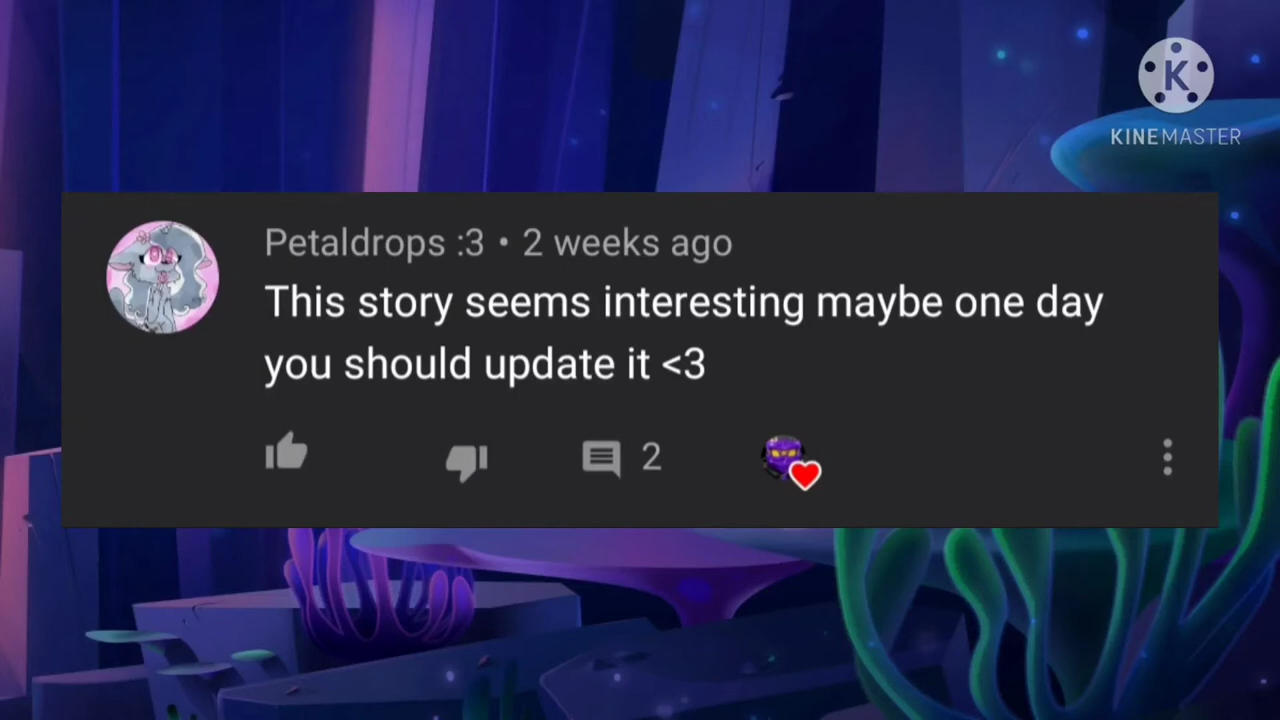 K
KINEMASTER
Petaldrops :3 • 2 weeks ago
This story seems interesting maybe one day
you should update it <3
2